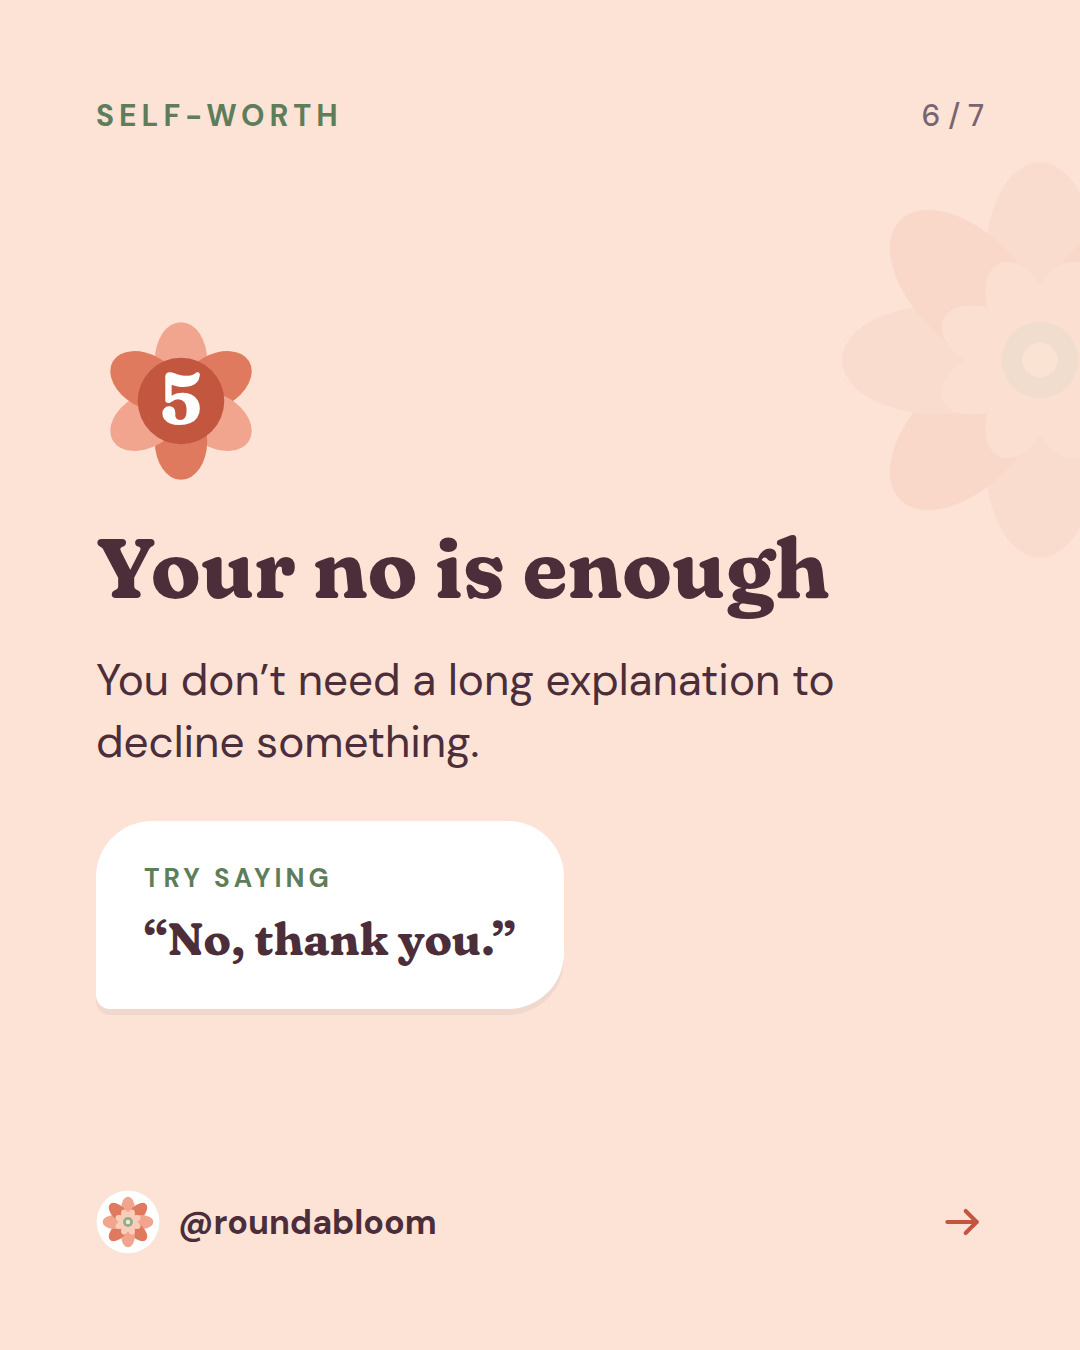 SELF-WORTH
6 / 7
5
Your no is enough
You don’t need a long explanation to
decline something.
TRY SAYING
“No, thank you.”
@roundabloom